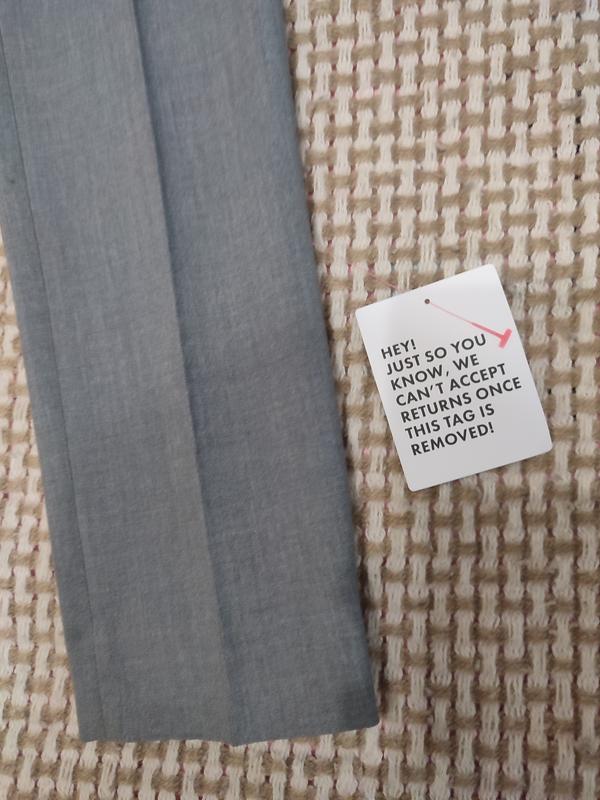 HEY!
JUST SO YOU
KNOW, WE
CAN'T ACCEPT
RETURNS ONCE
THIS TAG IS
REMOVED!